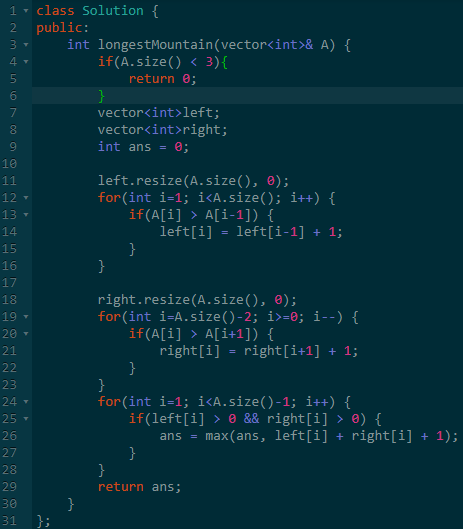 1 class Solution {
2 public:
3     int longestMountain(vector<int>& A) {
4         if(A.size() < 3){
5             return 0;
6         }
7         vector<int>left;
8         vector<int>right;
9         int ans = 0;
10
11         left.resize(A.size(), 0);
12         for(int i=1; i<A.size(); i++) {
13             if(A[i] > A[i-1]) {
14                 left[i] = left[i-1] + 1;
15             }
16         }
17
18         right.resize(A.size(), 0);
19         for(int i=A.size()-2; i>=0; i--) {
20             if(A[i] > A[i+1]) {
21                 right[i] = right[i+1] + 1;
22             }
23         }
24         for(int i=1; i<A.size()-1; i++) {
25             if(left[i] > 0 && right[i] > 0) {
26                 ans = max(ans, left[i] + right[i] + 1);
27             }
28         }
29         return ans;
30     }
31 };